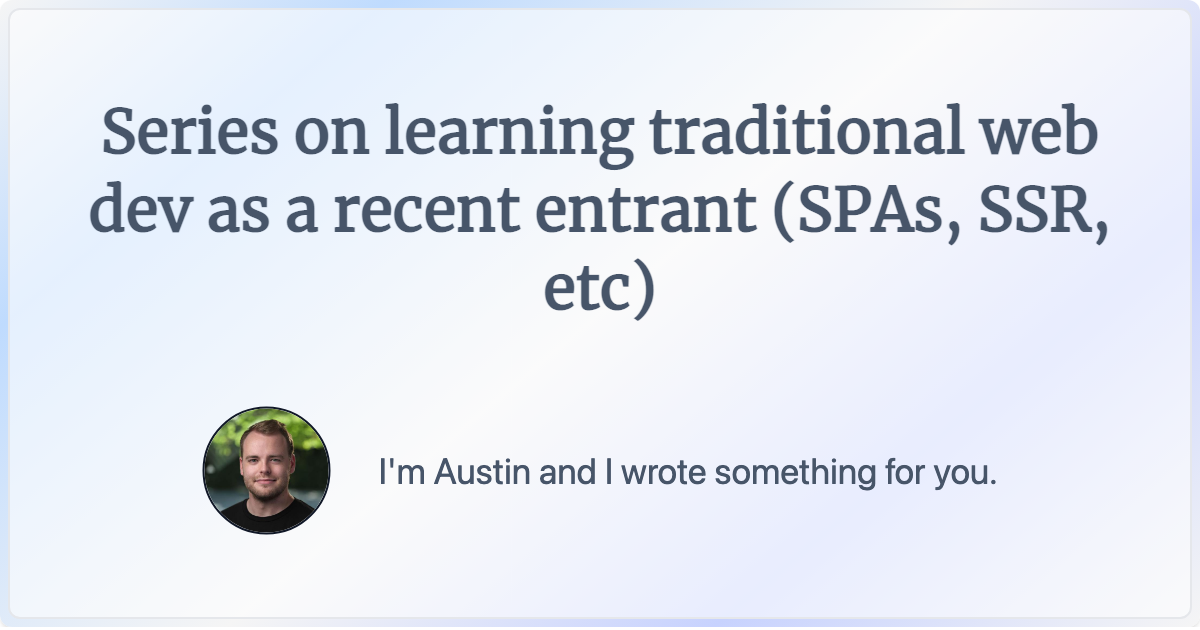 Series on learning traditional web
dev as a recent entrant (SPAs, SSR,
etc)
I'm Austin and I wrote something for you.